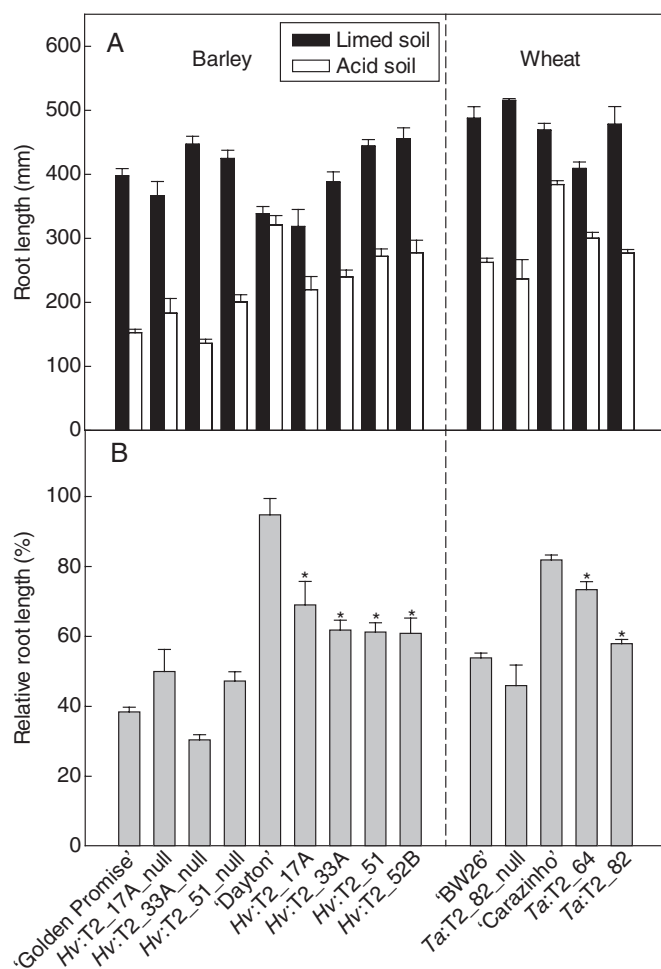 A
Barley
Limed soil
Acid soil
Wheat
Root length (mm)
600
500
400
300
200
100
0
B
Relative root length (%)
100
80
60
40
20
0
*
*
*
*
*
*
'Golden Promise'
Hv:T2_17A_null
Hv:T2_33A_null
Hv:T2_51_null
'Dayton'
Hv:T2_17A
Hv:T2_33A
Hv:T2_51
Hv:T2_52B
'BW26'
Ta:T2_82_null
'Carazinho'
Ta:T2_64
Ta:T2_82